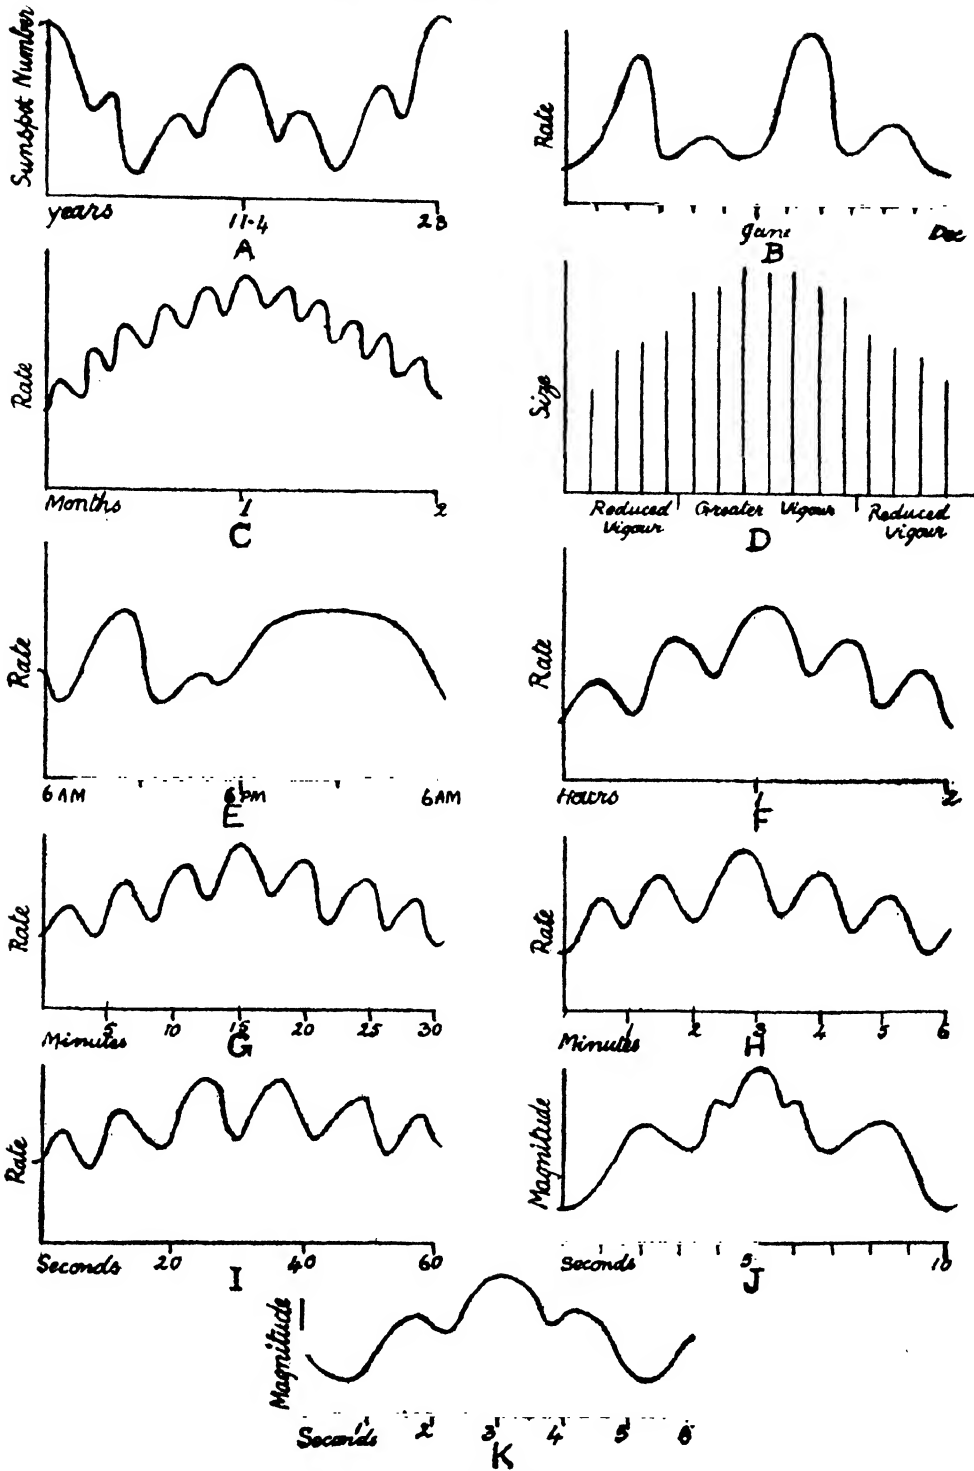 Sunspot Number
years
11.4
23
A
Rate
June
Dec
B
Rate
Months
1
2
C
Size
Reduced Vigour
Greater Vigour
Reduced Vigour
D
Rate
6 AM
6 PM
6 AM
E
Rate
Hours
1
2
F
Rate
Minutes
5
10
15
20
25
30
G
Rate
Minutes
1
2
3
4
5
6
H
Rate
Seconds
20
40
60
I
Magnitude
Seconds
5
10
J
Magnitude
Seconds
1
2
3
4
5
6
K